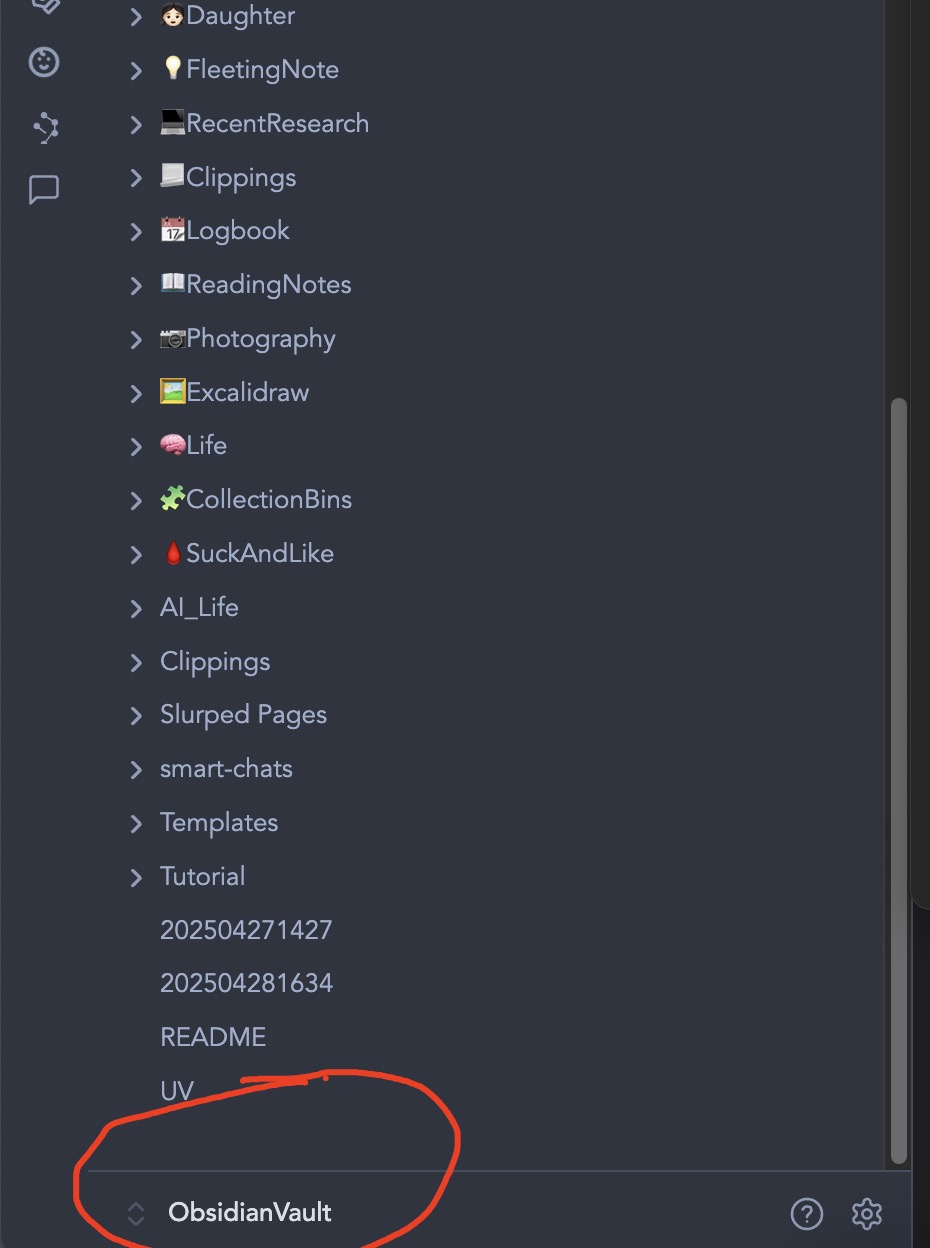 Daughter
FleetingNote
RecentResearch
Clippings
17
Logbook
ReadingNotes
Photography
Excalidraw
Life
CollectionBins
SuckAndLike
AI_Life
Clippings
Slurped Pages
smart-chats
Templates
Tutorial
202504271427
202504281634
README
UV
ObsidianVault
?